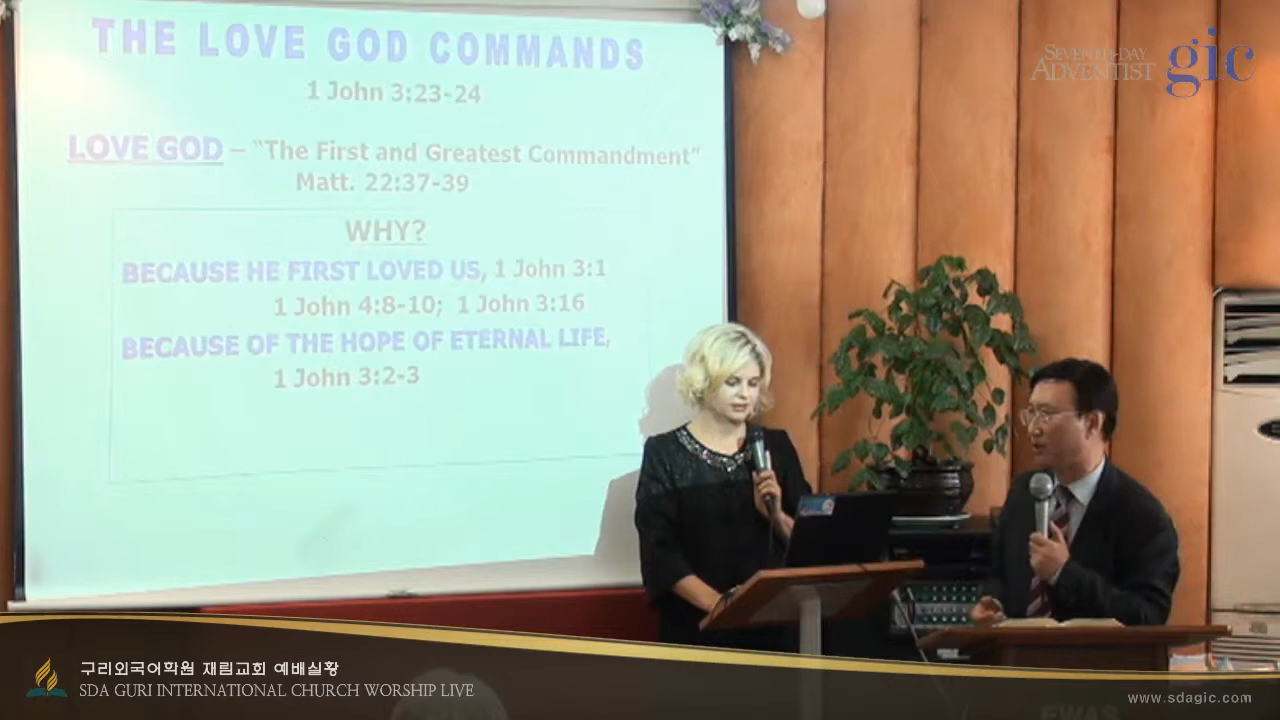 THE LOVE GOD COMMANDS
1 John 3:23-24
LOVE GOD – "The First and Greatest Commandment"
Matt. 22:37-39
WHY?
BECAUSE HE FIRST LOVED US, 1 John 3:1
1 John 4:8-10; 1 John 3:16
BECAUSE OF THE HOPE OF ETERNAL LIFE,
1 John 3:2-3
SEVENTH-DAY
ADVENTIST gic
구리외국어학원 재림교회 예배실황
SDA GURI INTERNATIONAL CHURCH WORSHIP LIVE
www.sdagic.com